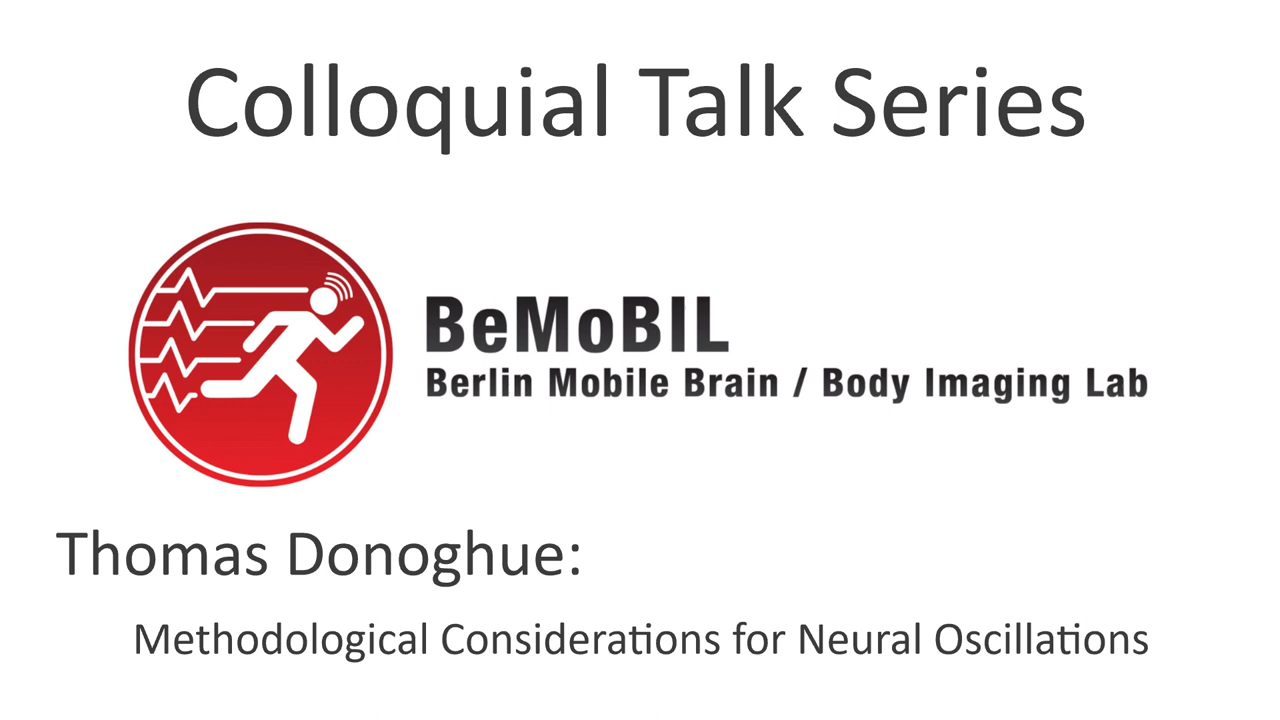 Colloquial Talk Series
BeMoBIL
Berlin Mobile Brain / Body Imaging Lab
Thomas Donoghue:
Methodological Considerations for Neural Oscillations